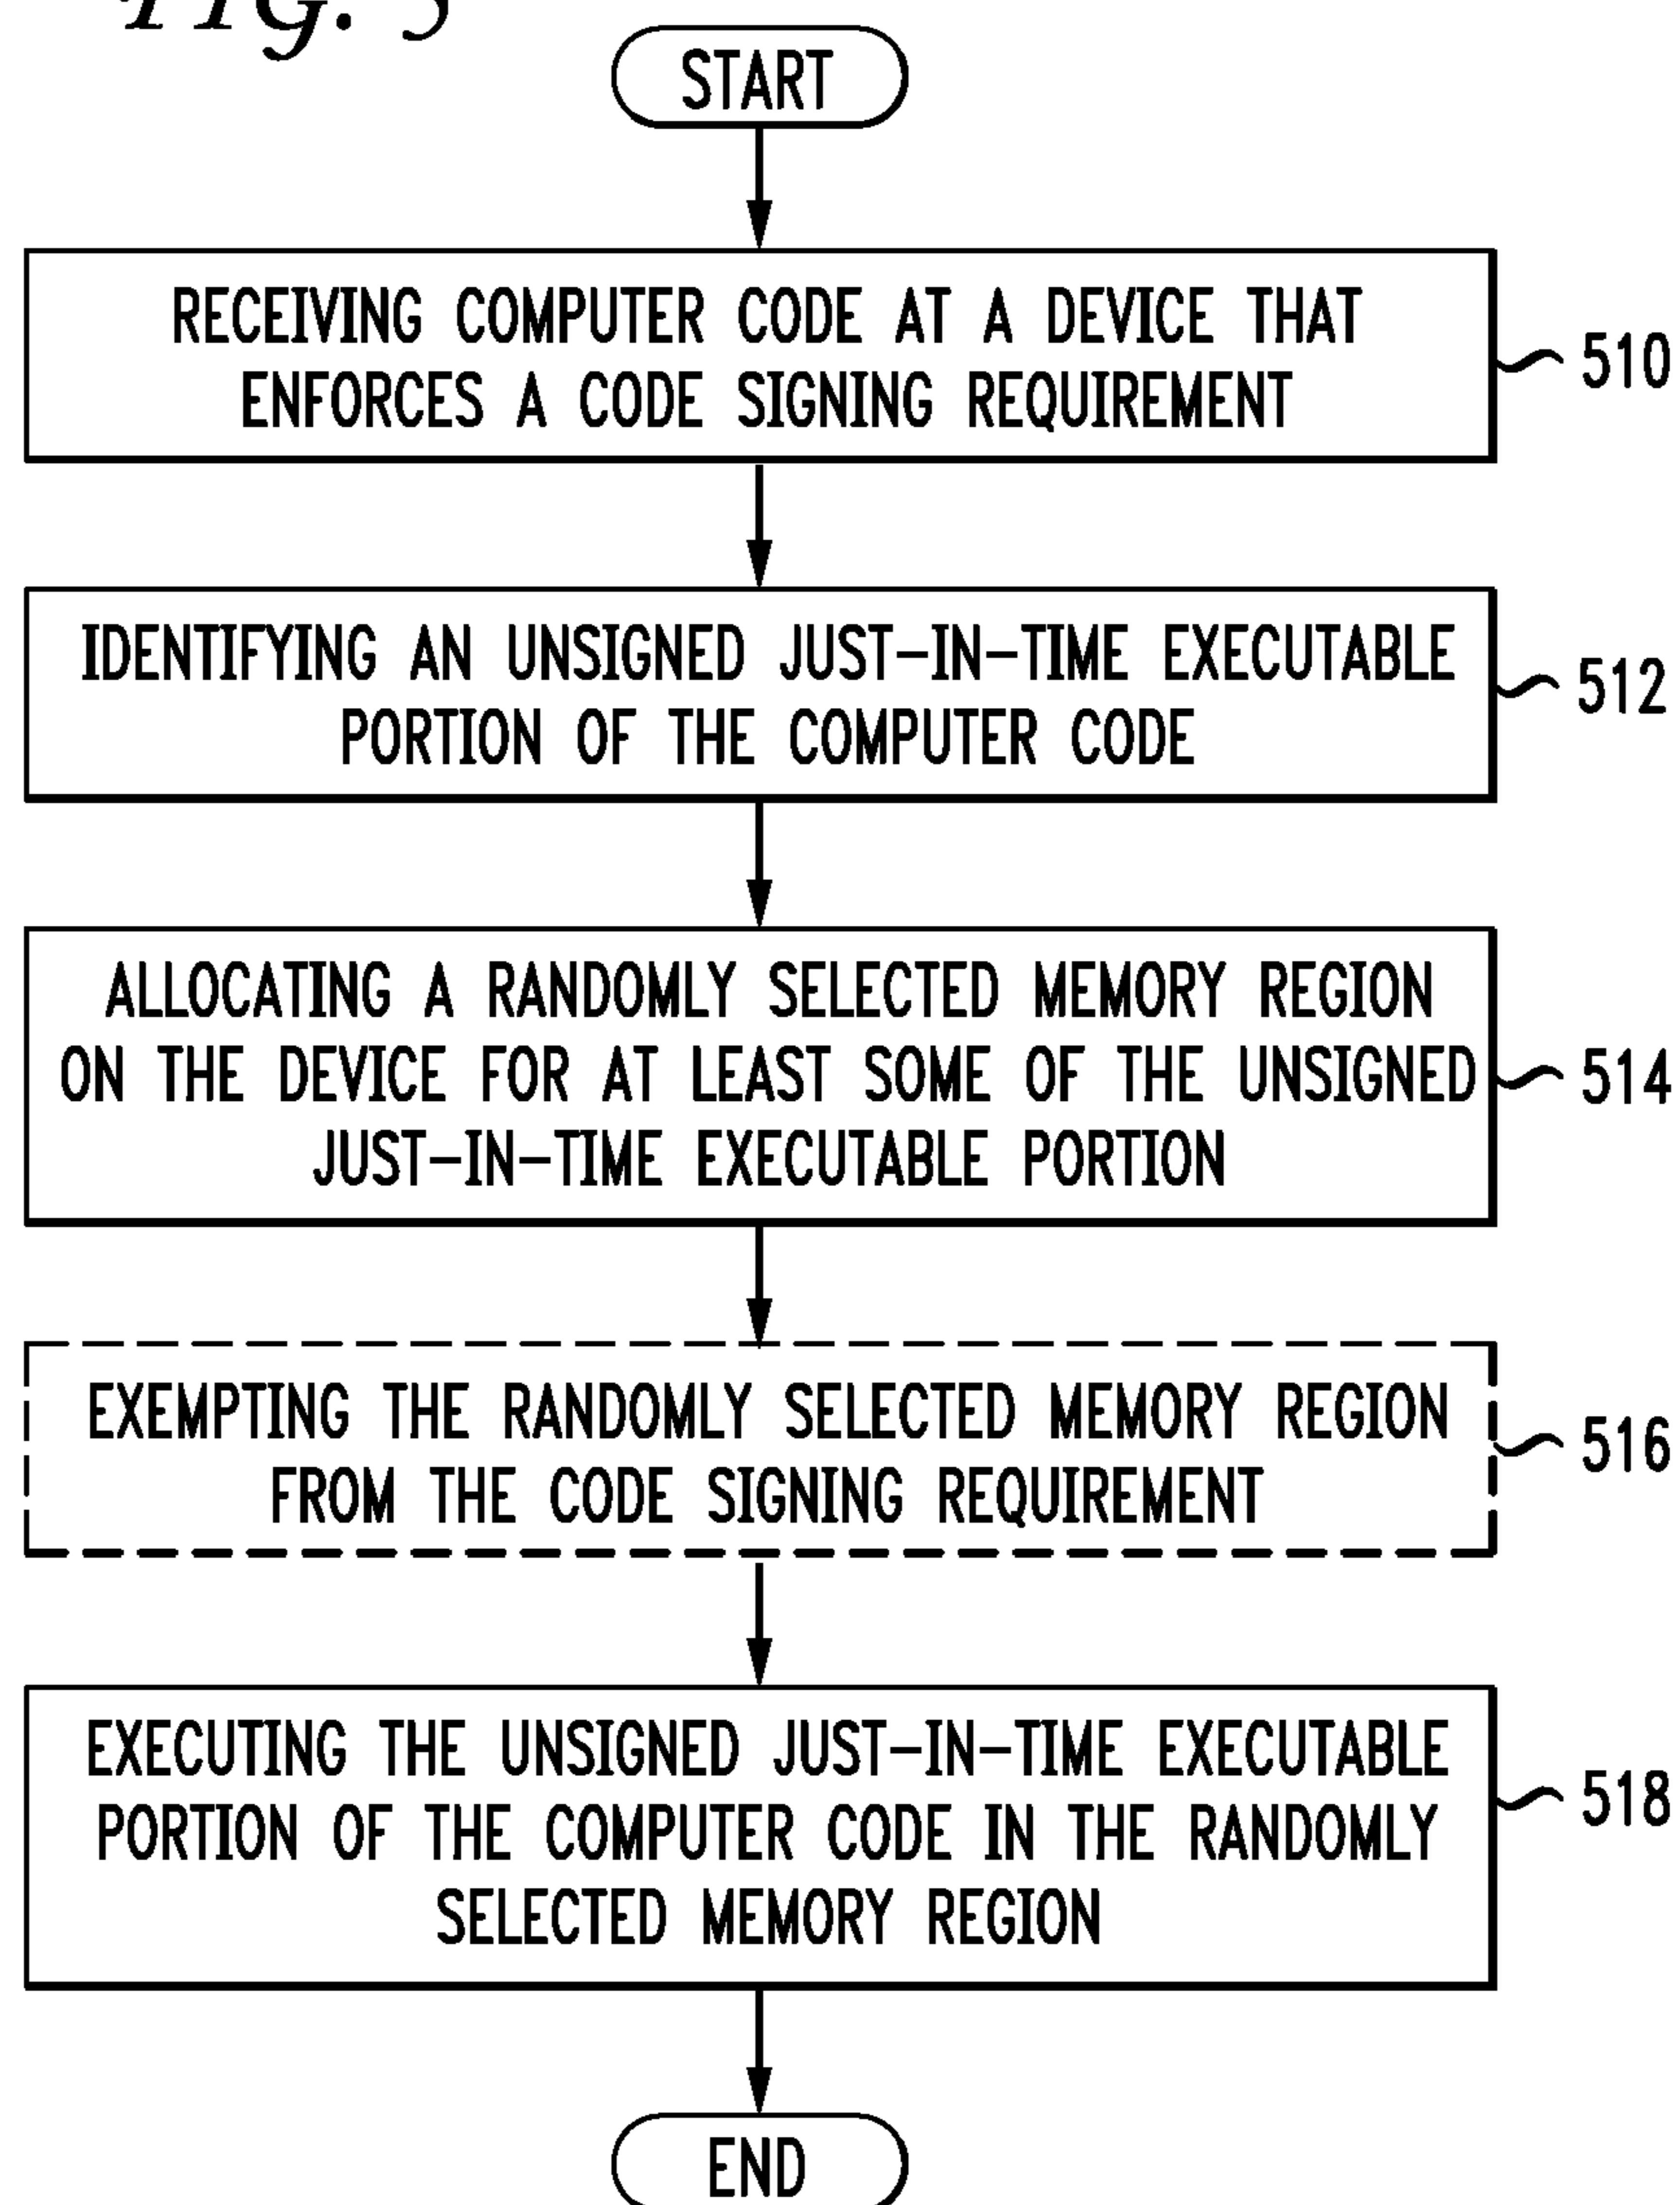 FIG. 5
START
RECEIVING COMPUTER CODE AT A DEVICE THAT
ENFORCES A CODE SIGNING REQUIREMENT
510
IDENTIFYING AN UNSIGNED JUST-IN-TIME EXECUTABLE
PORTION OF THE COMPUTER CODE
512
ALLOCATING A RANDOMLY SELECTED MEMORY REGION
ON THE DEVICE FOR AT LEAST SOME OF THE UNSIGNED
JUST-IN-TIME EXECUTABLE PORTION
514
EXEMPTING THE RANDOMLY SELECTED MEMORY REGION
FROM THE CODE SIGNING REQUIREMENT
516
EXECUTING THE UNSIGNED JUST-IN-TIME EXECUTABLE
PORTION OF THE COMPUTER CODE IN THE RANDOMLY
SELECTED MEMORY REGION
518
END